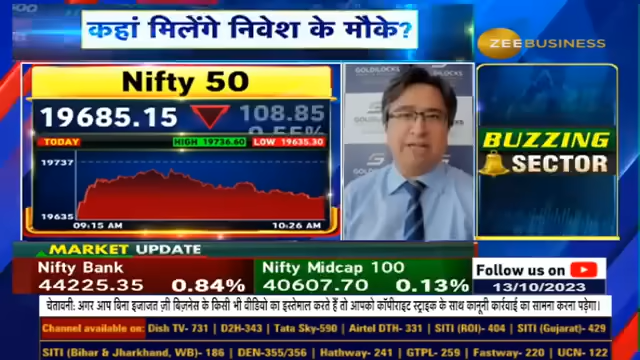 कहां मिलेंगे निवेश के मौके?
ZEE BUSINESS
Nifty 50
19685.15 108.85
0.55%
TODAY HIGH 19736.60 LOW 19635.30
19737
19635
09:15 AM 10:26 AM
GOLDILOCKS
BUZZING
SECTOR
MARKET UPDATE
Nifty Bank
44225.35 0.84%
Nifty Midcap 100
40607.70 0.13%
Follow us on
13/10/2023
चेतावनी: अगर आप बिना इजाजत ज़ी बिज़नेस के किसी भी वीडियो का इस्तेमाल करते हैं तो आपको कॉपीराइट स्ट्राइक के साथ कानूनी कार्रवाई का सामना करना पड़ेगा।
Channel available on: Dish TV- 731 | D2H-343 | Tata Sky-590 | Airtel DTH- 331 | SITI (ROI)- 404 | SITI (Gujarat)- 429
SITI (Bihar & Jharkhand, WB)- 186 | DEN-355/356 | Hathway- 241 | GTPL- 259 | Fastway- 220 | UCN- 122